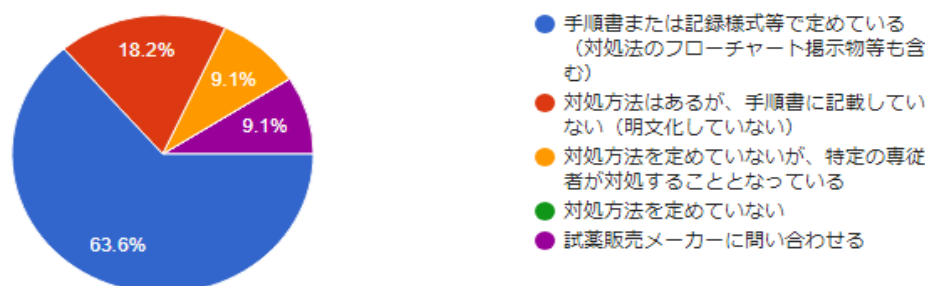 18.2%
9.1%
9.1%
63.6%
手順書または記録様式等で定めている
（対処法のフローチャート掲示物等も含
む）
対処方法はあるが、手順書に記載してい
ない（明文化していない）
対処方法を定めていないが、特定の専従
者が対処することとなっている
対処方法を定めていない
試薬販売メーカーに問い合わせる